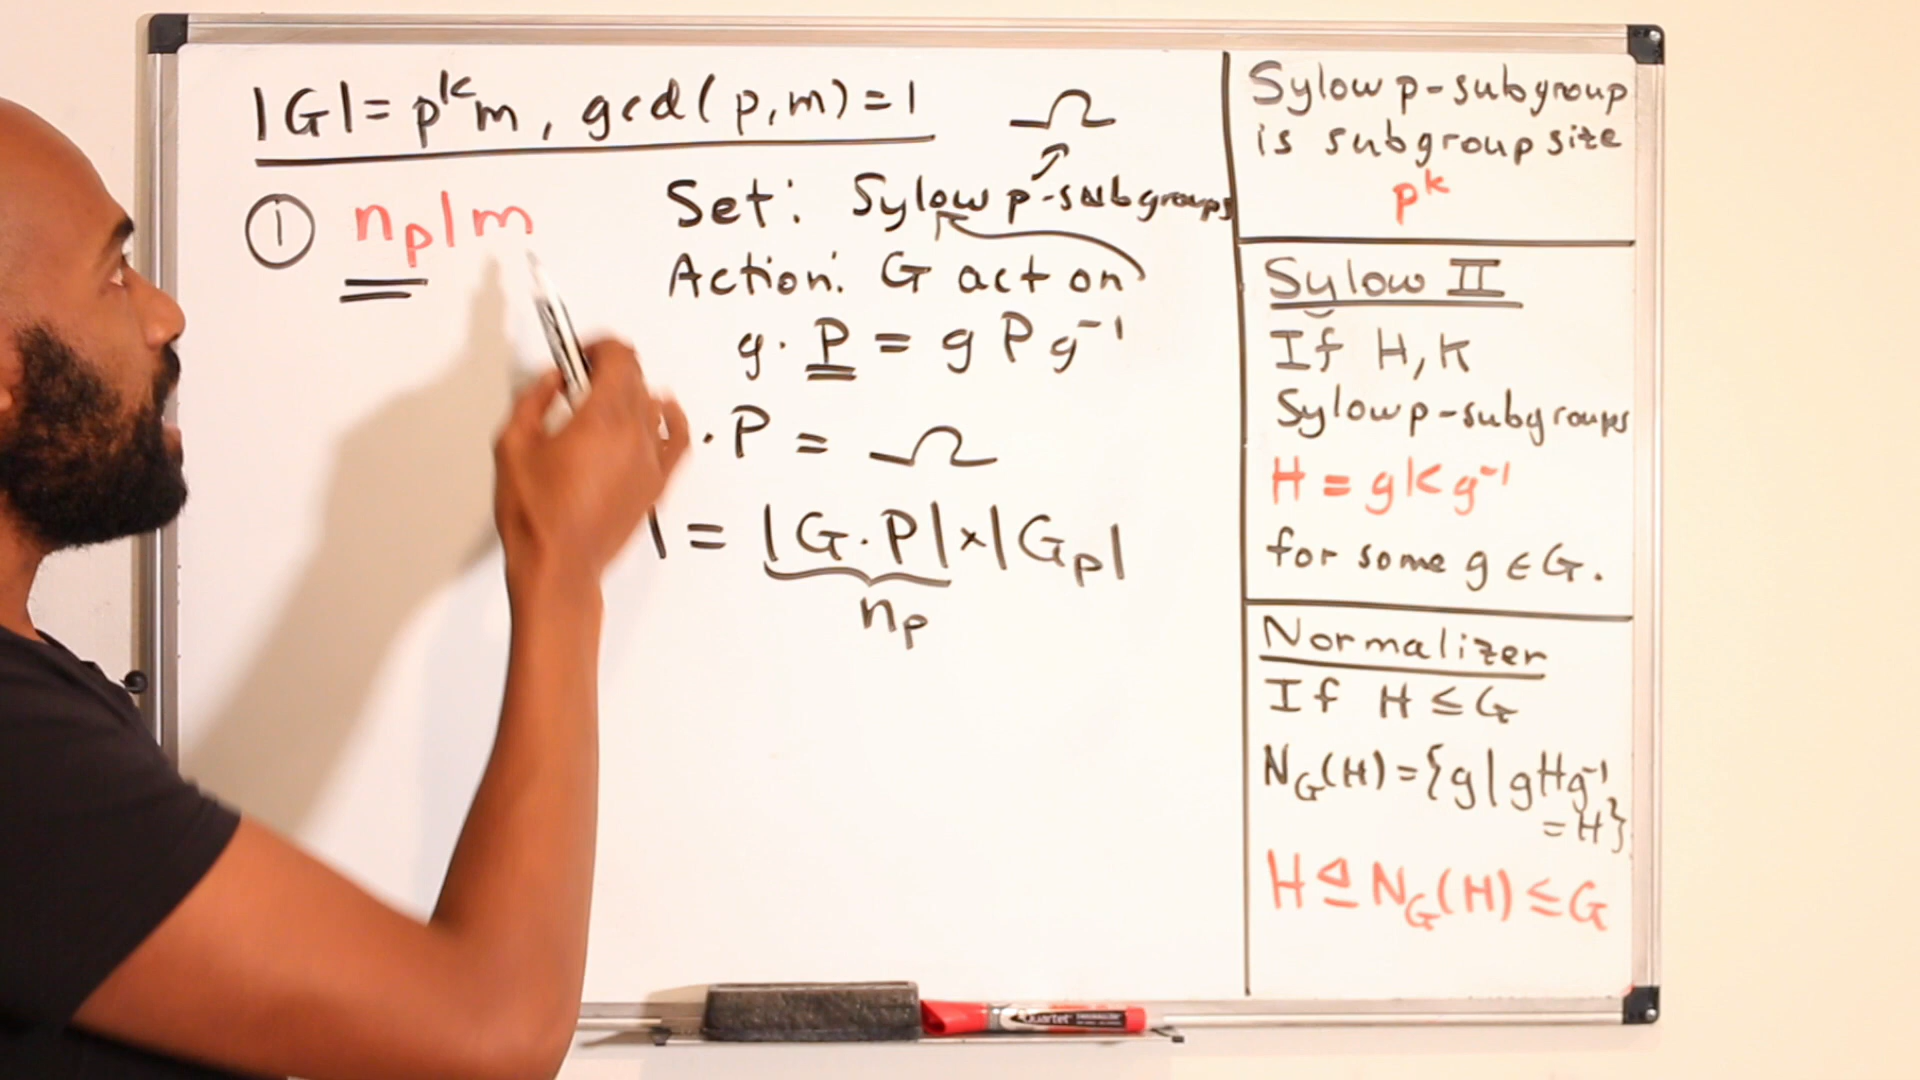 |G| = p^k m, gcd(p,m) = 1
Ω
① n_p | m
Set: Sylow p-subgroups
Action: G act on
g · P = g P g⁻¹
· P = Ω
| = |G · P| × |G_P|
n_p
Sylow p-subgroup
is subgroup size
p^k
Sylow II
If H, K
Sylow p-subgroups
H = g K g⁻¹
for some g ∈ G.
Normalizer
If H ≤ G
N_G(H) = {g | gHg⁻¹
= H}
H ⊴ N_G(H) ≤ G
Quartet